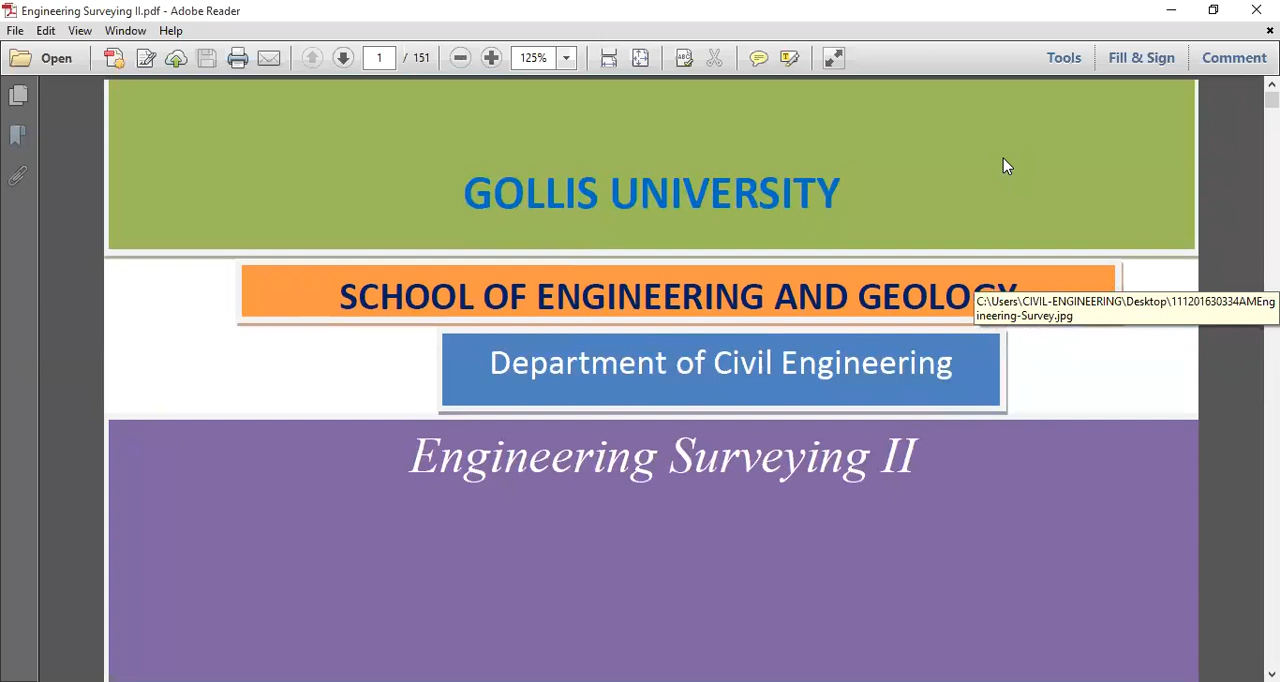 Engineering Surveying II.pdf - Adobe Reader
File Edit View Window Help
Open 1 / 151 125% Tools Fill & Sign Comment
GOLLIS UNIVERSITY
SCHOOL OF ENGINEERING AND GEOLOGY
C:\Users\CIVIL-ENGINEERING\Desktop\111201630334AMEng
ineering-Survey.jpg
Department of Civil Engineering
Engineering Surveying II